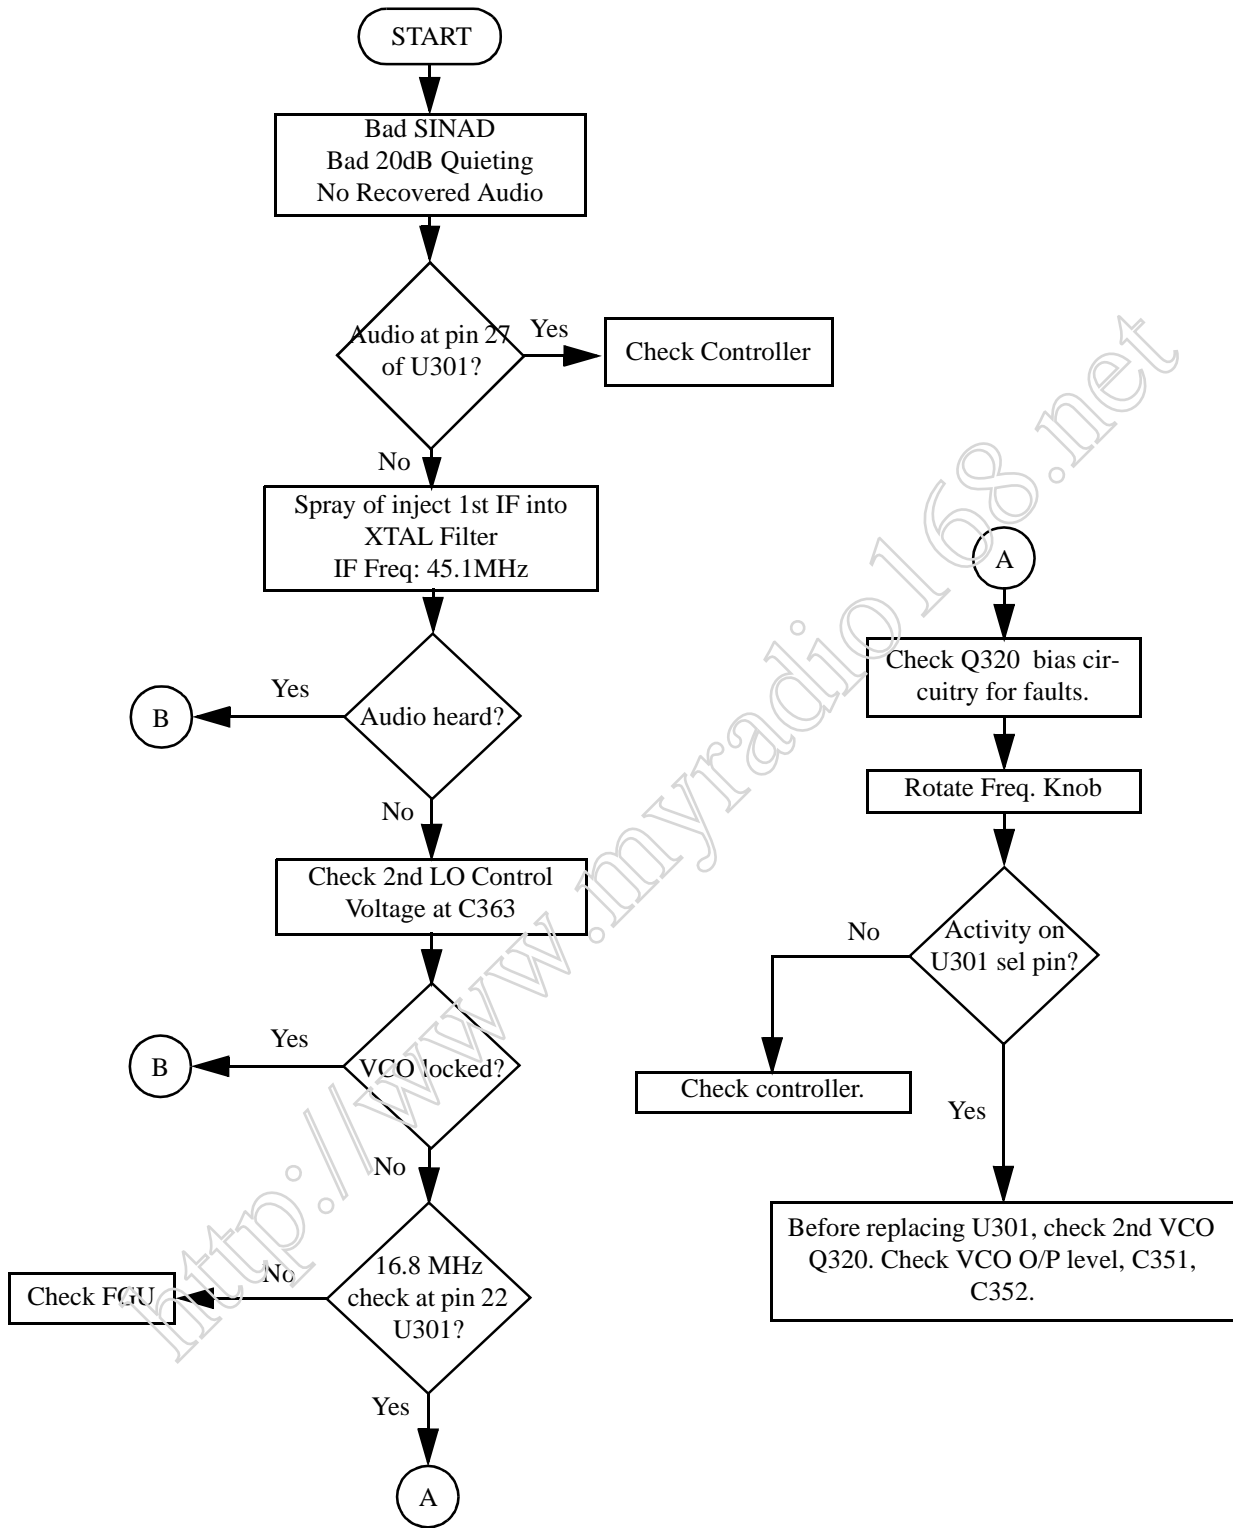 START
Bad SINAD
Bad 20dB Quieting
No Recovered Audio
Audio at pin 27
of U301?
Yes
Check Controller
No
Spray of inject 1st IF into
XTAL Filter
IF Freq: 45.1MHz
Audio heard?
Yes
B
No
Check 2nd LO Control
Voltage at C363
VCO locked?
Yes
B
No
16.8 MHz
check at pin 22
U301?
No
Check FGU
Yes
A
A
Check Q320 bias cir-
cuitry for faults.
Rotate Freq. Knob
Activity on
U301 sel pin?
No
Check controller.
Yes
Before replacing U301, check 2nd VCO
Q320. Check VCO O/P level, C351,
C352.
http://www.myradio168.net